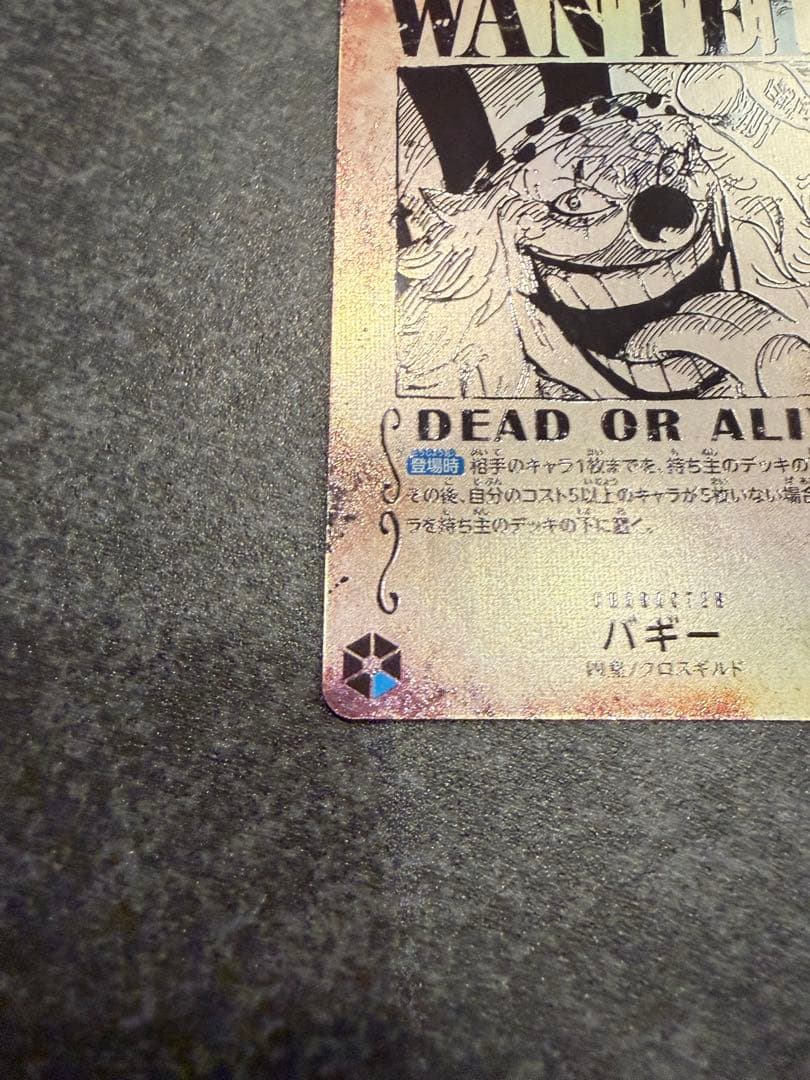 WANTE
DEAD OR ALI
登場時 相手のキャラ1枚までを、持ち主のデッキの
その後、自分のコスト5以上のキャラが5枚いない場合
ラを持ち主のデッキの下に置く。
CHARACTER
バギー
四皇/クロスギルド